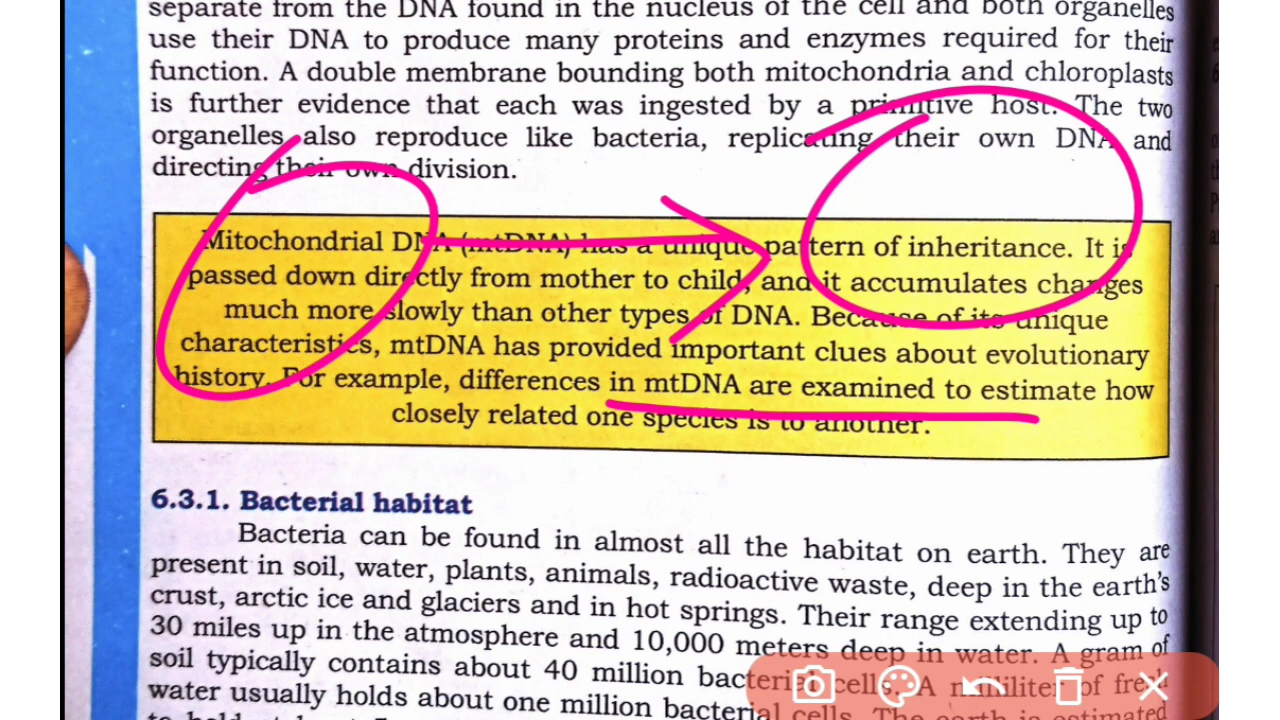 separate from the DNA found in the nucleus of the cell and both organelles
use their DNA to produce many proteins and enzymes required for their
function. A double membrane bounding both mitochondria and chloroplasts
is further evidence that each was ingested by a primitive host. The two
organelles also reproduce like bacteria, replicating their own DNA and
directing their own division.
Mitochondrial DNA (mtDNA) has a unique pattern of inheritance. It is
passed down directly from mother to child, and it accumulates changes
much more slowly than other types of DNA. Because of its unique
characteristics, mtDNA has provided important clues about evolutionary
history. For example, differences in mtDNA are examined to estimate how
closely related one species is to another.
6.3.1. Bacterial habitat
Bacteria can be found in almost all the habitat on earth. They are
present in soil, water, plants, animals, radioactive waste, deep in the earth's
crust, arctic ice and glaciers and in hot springs. Their range extending up to
30 miles up in the atmosphere and 10,000 meters deep in water. A gram of
soil typically contains about 40 million bacterial cells. A milliliter of fresh
water usually holds about one million bacterial cells. The earth is estimated